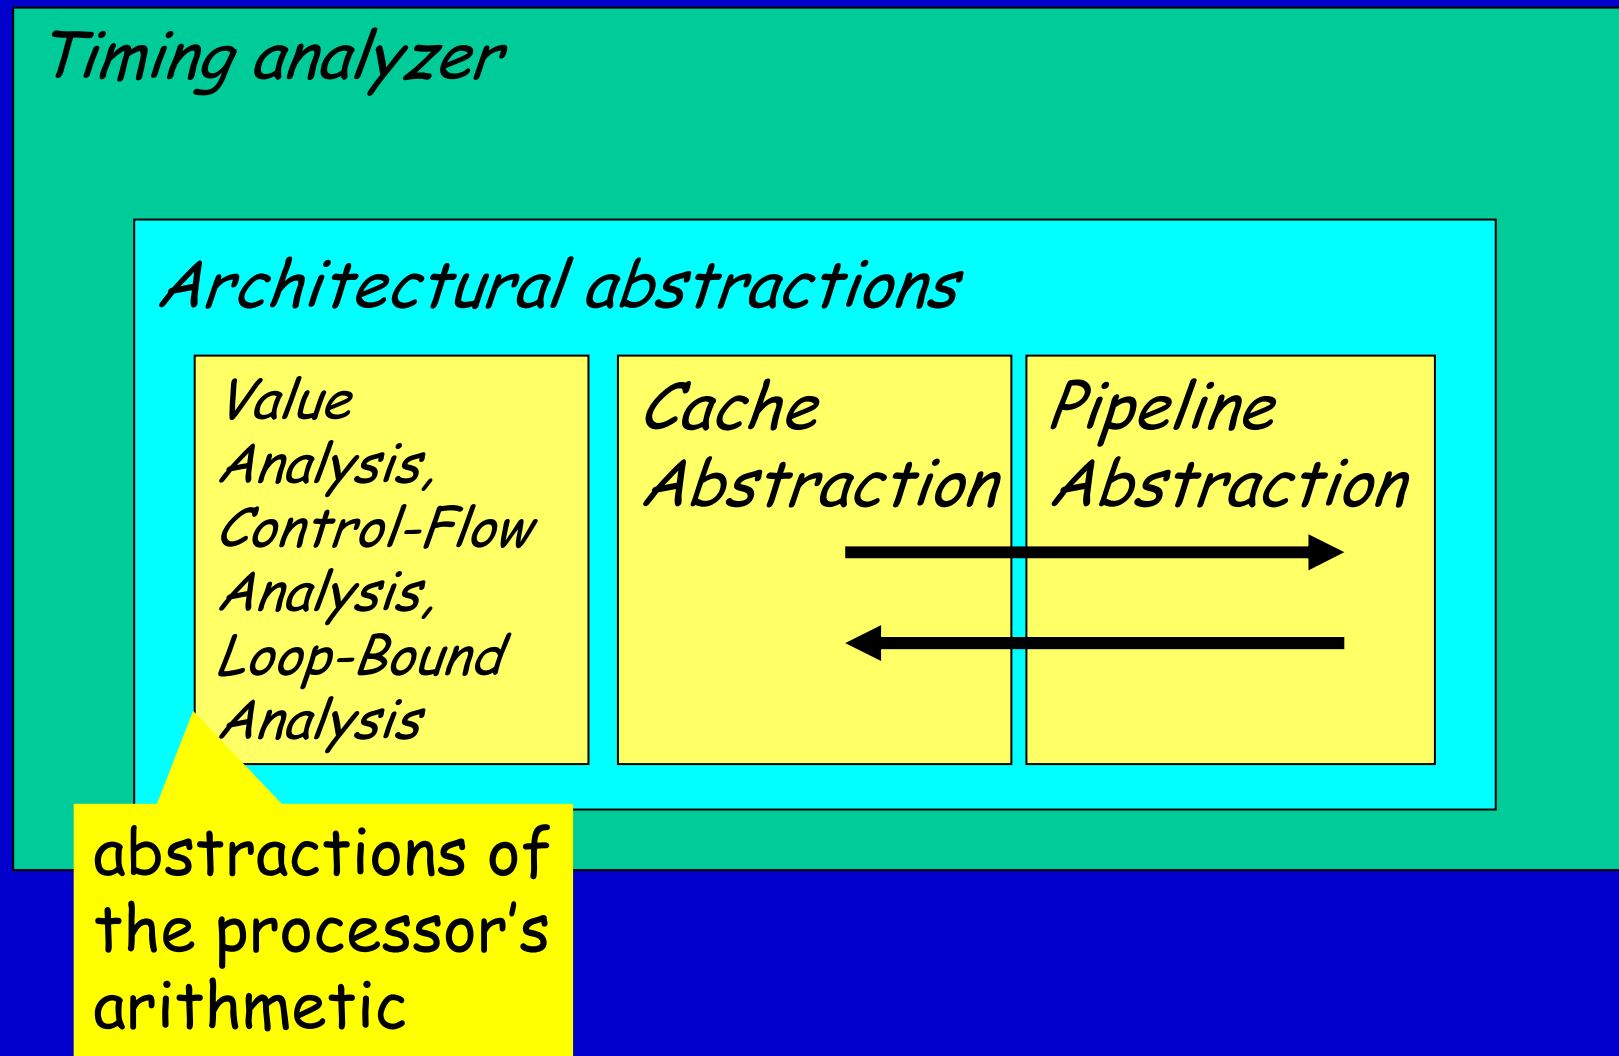 Timing analyzer
Architectural abstractions
Value
Analysis,
Control-Flow
Analysis,
Loop-Bound
Analysis
Cache
Abstraction
Pipeline
Abstraction
abstractions of
the processor’s
arithmetic